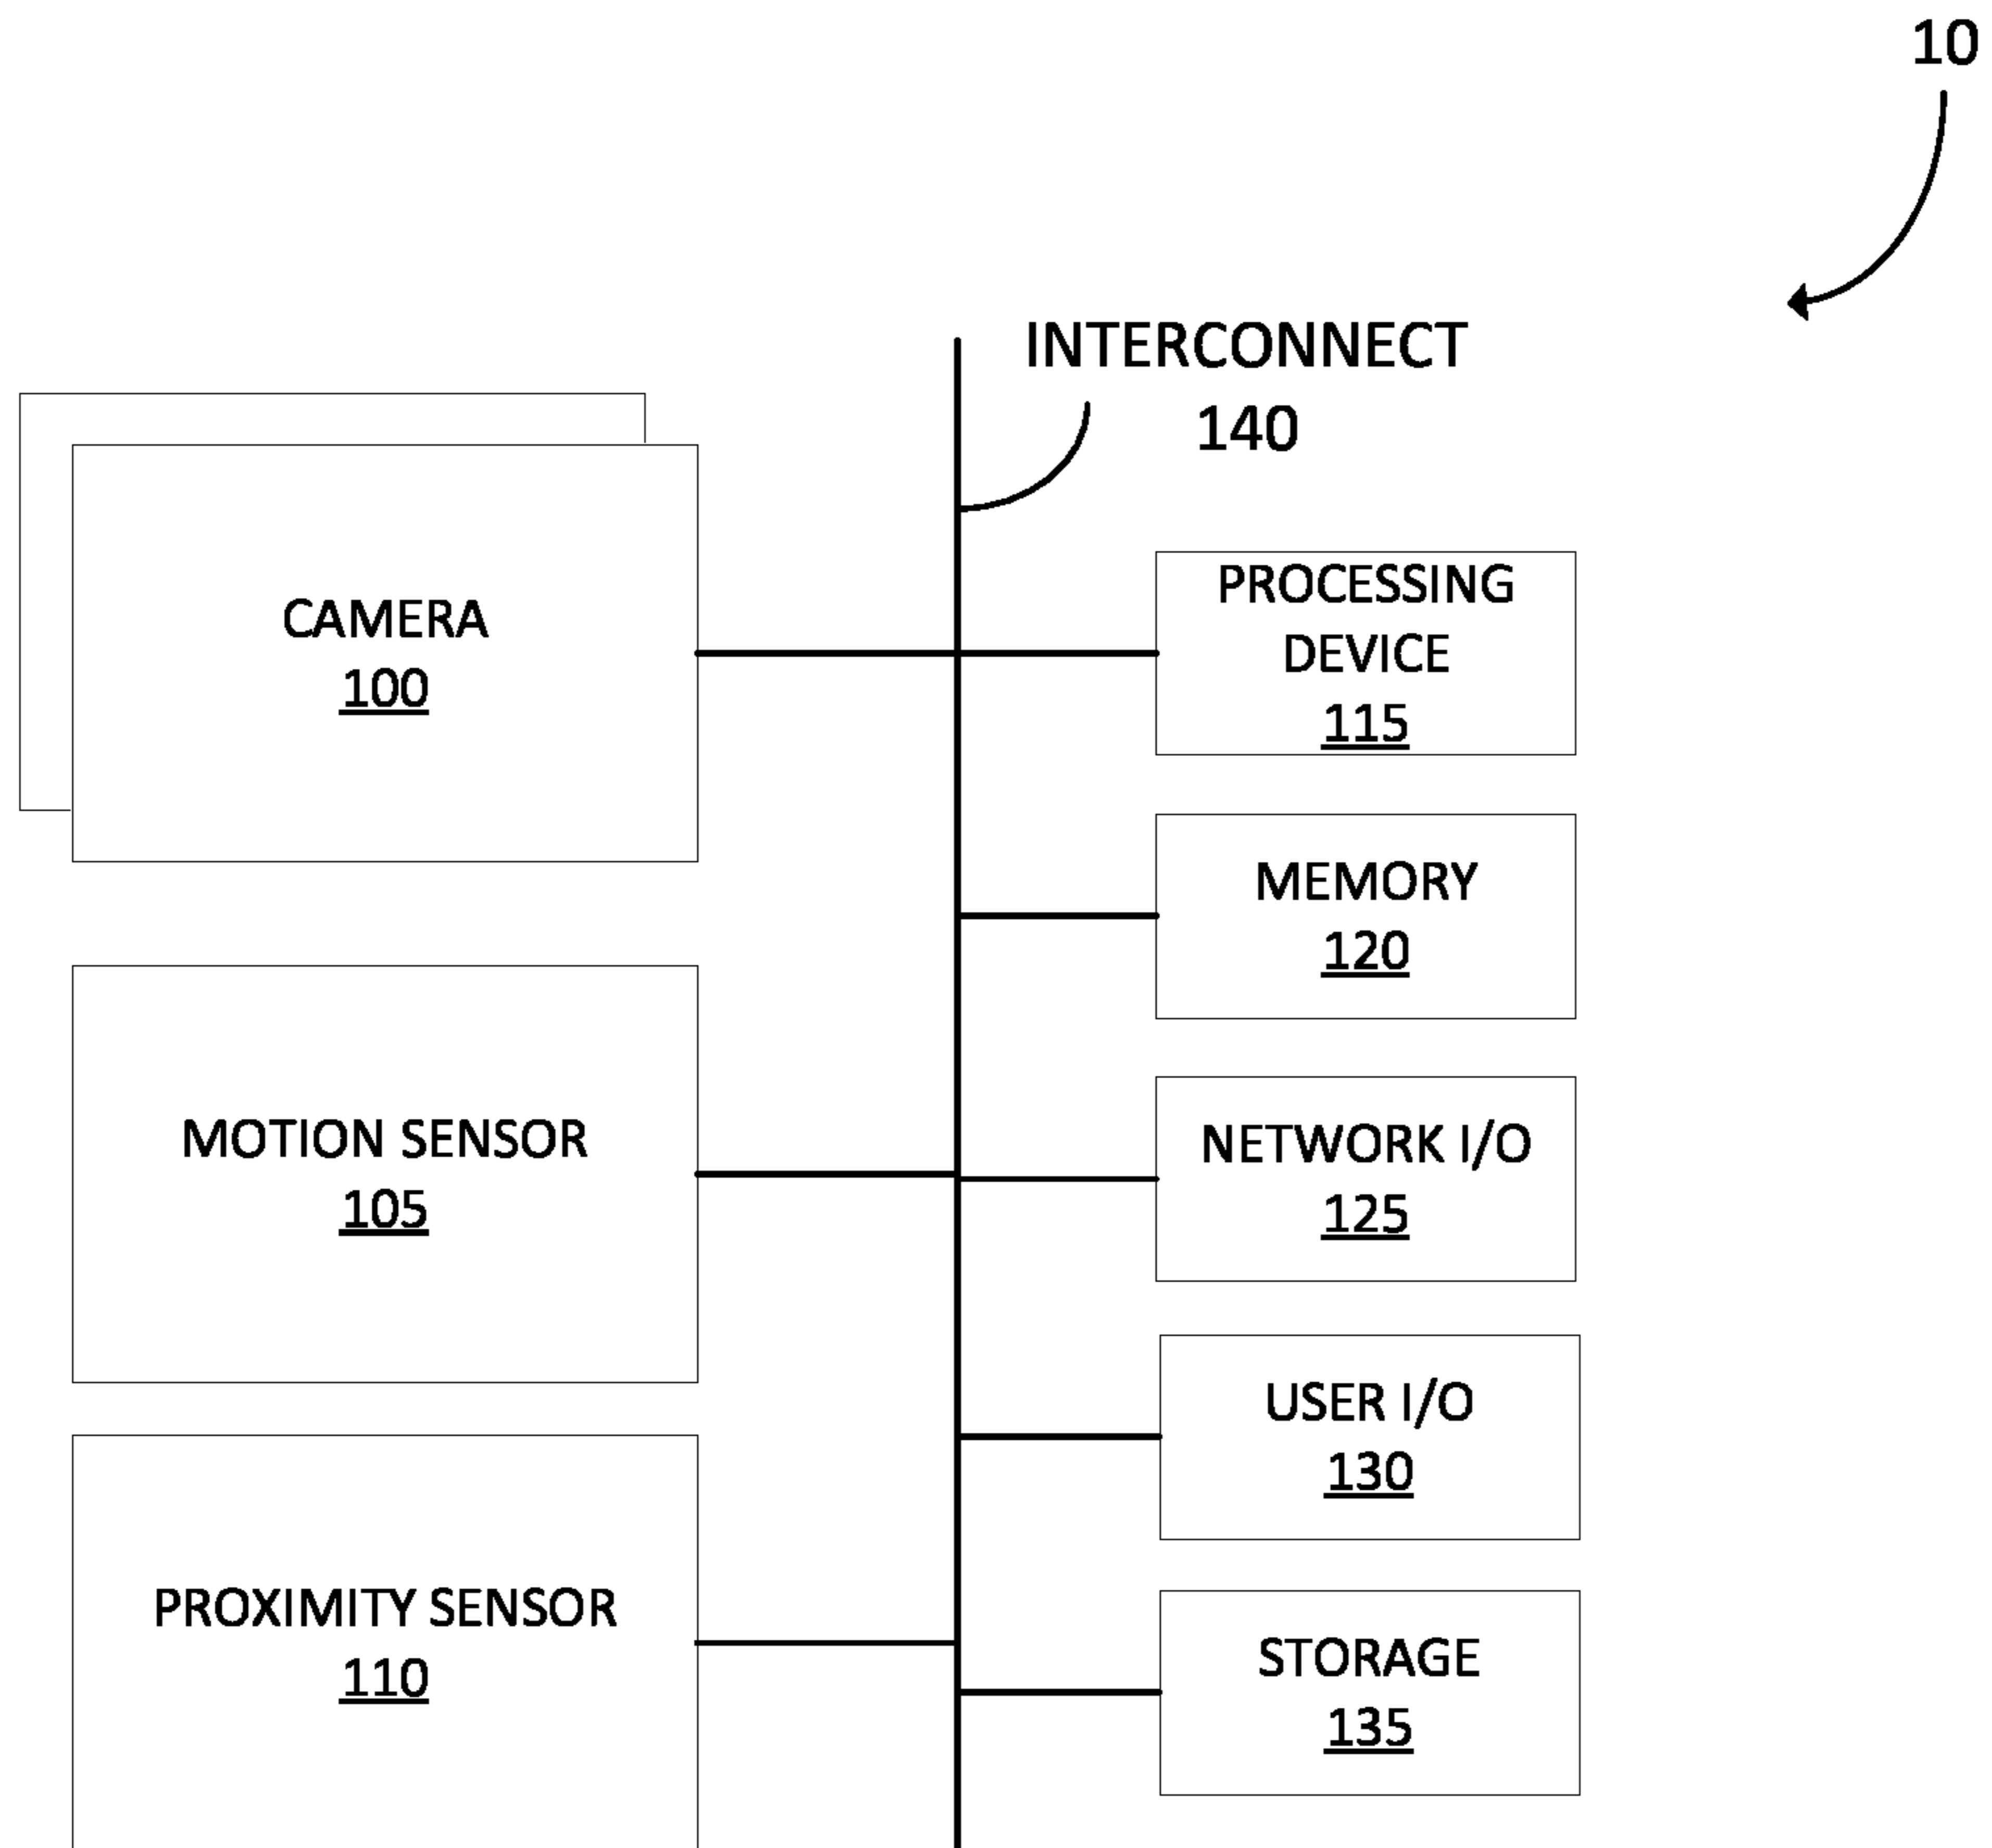 10
INTERCONNECT
140
CAMERA
100
MOTION SENSOR
105
PROXIMITY SENSOR
110
PROCESSING
DEVICE
115
MEMORY
120
NETWORK I/O
125
USER I/O
130
STORAGE
135